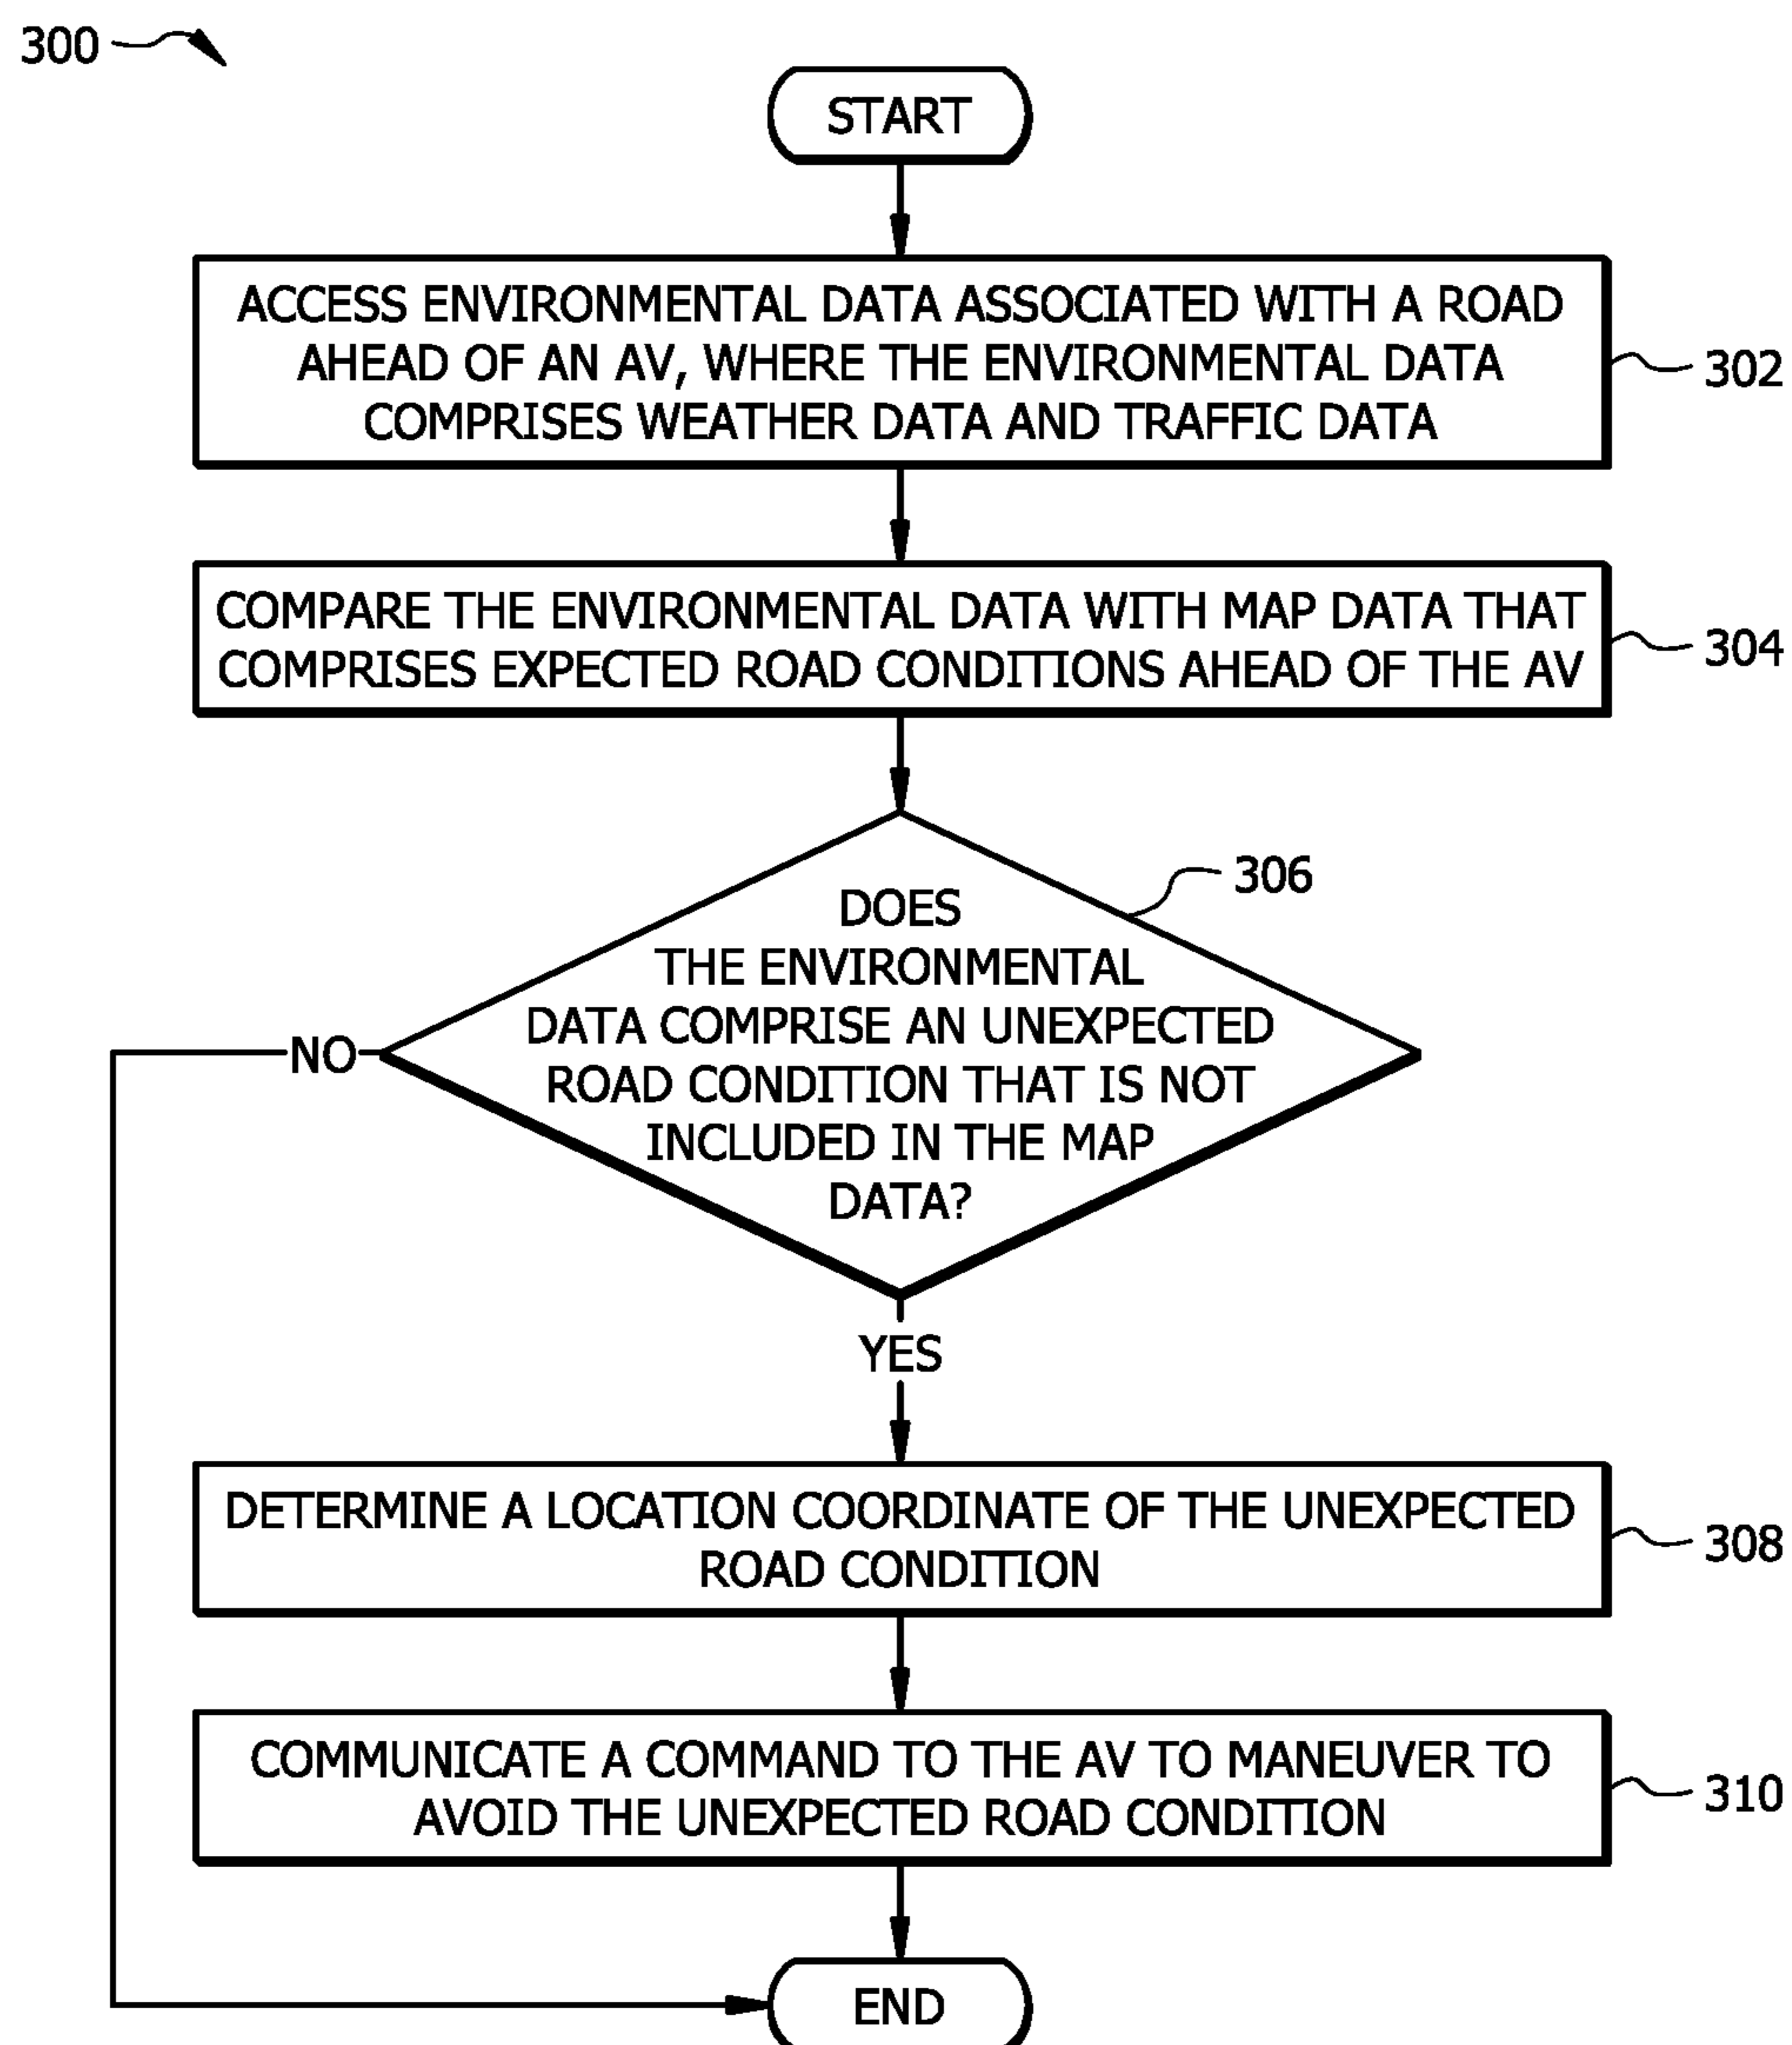 300
START
ACCESS ENVIRONMENTAL DATA ASSOCIATED WITH A ROAD
AHEAD OF AN AV, WHERE THE ENVIRONMENTAL DATA
COMPRISES WEATHER DATA AND TRAFFIC DATA
302
COMPARE THE ENVIRONMENTAL DATA WITH MAP DATA THAT
COMPRISES EXPECTED ROAD CONDITIONS AHEAD OF THE AV
304
306
DOES
THE ENVIRONMENTAL
DATA COMPRISE AN UNEXPECTED
ROAD CONDITION THAT IS NOT
INCLUDED IN THE MAP
DATA?
NO
YES
DETERMINE A LOCATION COORDINATE OF THE UNEXPECTED
ROAD CONDITION
308
COMMUNICATE A COMMAND TO THE AV TO MANEUVER TO
AVOID THE UNEXPECTED ROAD CONDITION
310
END